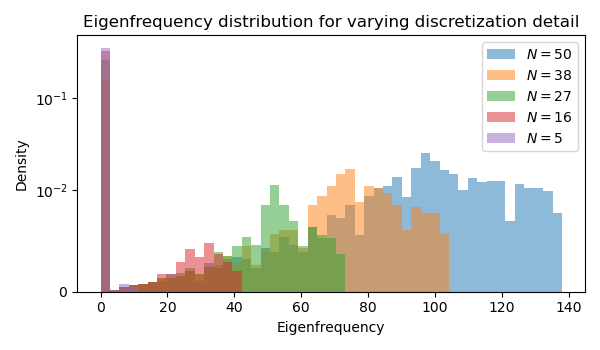 Eigenfrequency distribution for varying discretization detail
Density
10⁻¹
10⁻²
0
N = 50
N = 38
N = 27
N = 16
N = 5
0 20 40 60 80 100 120 140
Eigenfrequency